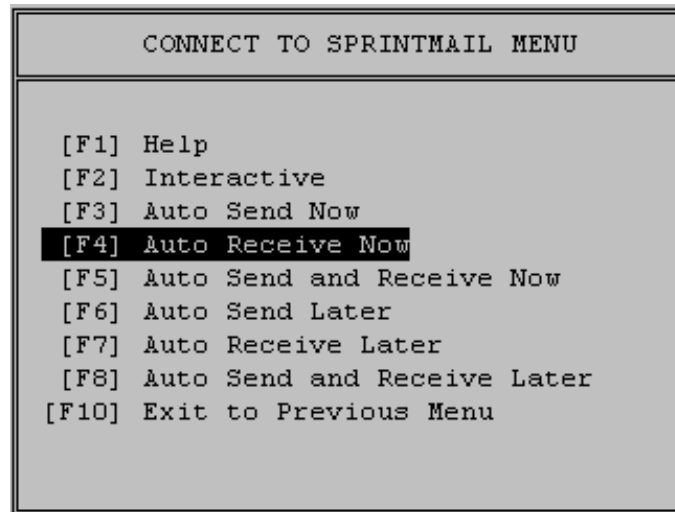 CONNECT TO SPRINTMAIL MENU
[F1] Help
[F2] Interactive
[F3] Auto Send Now
[F4] Auto Receive Now
[F5] Auto Send and Receive Now
[F6] Auto Send Later
[F7] Auto Receive Later
[F8] Auto Send and Receive Later
[F10] Exit to Previous Menu